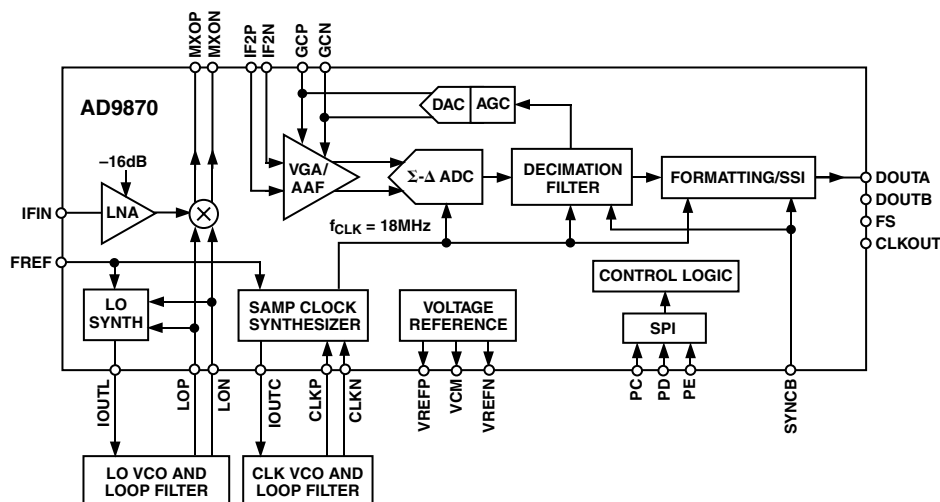 MXOP
MXON
IF2P
IF2N
GCP
GCN
AD9870
DAC
AGC
–16dB
LNA
VGA/
AAF
Σ-Δ ADC
DECIMATION
FILTER
FORMATTING/SSI
DOUTA
DOUTB
FS
CLKOUT
IFIN
fCLK = 18MHz
FREF
LO
SYNTH
SAMP CLOCK
SYNTHESIZER
VOLTAGE
REFERENCE
CONTROL LOGIC
SPI
IOUTL
LOP
LON
IOUTC
CLKP
CLKN
VREFP
VCM
VREFN
PC
PD
PE
SYNCB
LO VCO AND
LOOP FILTER
CLK VCO AND
LOOP FILTER